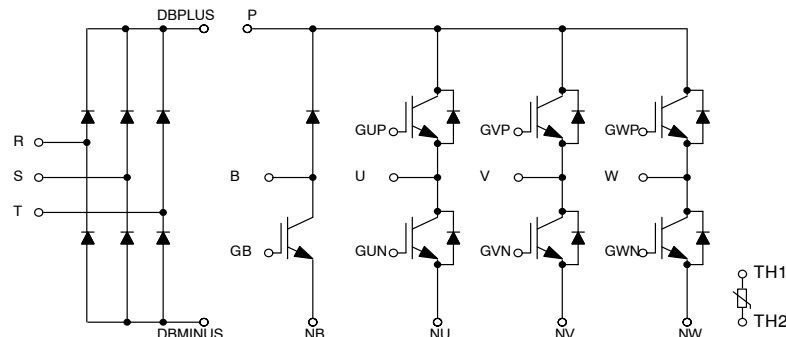 DBPLUS P
GUP GVP GWP
R
S B U V W
T
GB GUN GVN GWN
TH1
TH2
DBMINUS NB NU NV NW